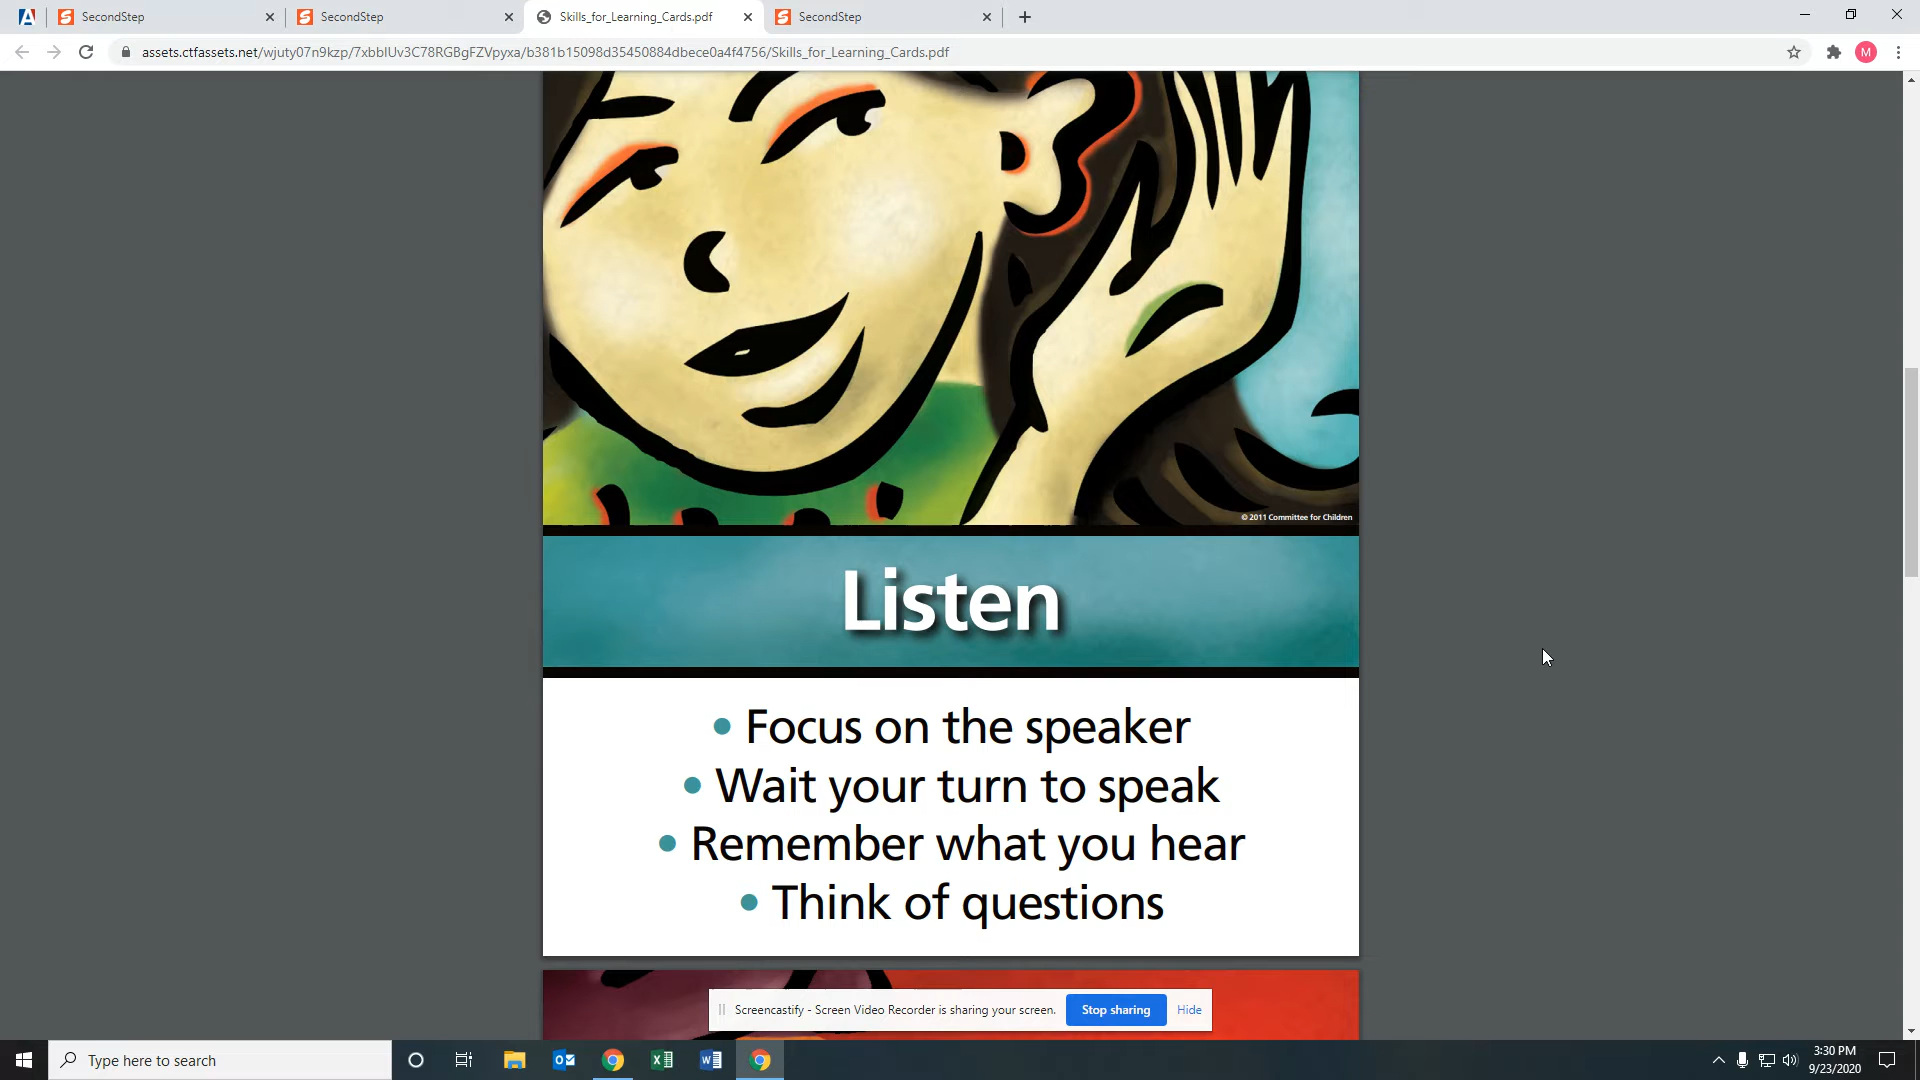 SecondStep
SecondStep
Skills_for_Learning_Cards.pdf
SecondStep
assets.ctfassets.net/wjuty07n9kzp/7xbblUv3C78RGBgFZVpyxa/b381b15098d35450884dbece0a4f4756/Skills_for_Learning_Cards.pdf
M
© 2011 Committee for Children
Listen
• Focus on the speaker
• Wait your turn to speak
• Remember what you hear
• Think of questions
Screencastify - Screen Video Recorder is sharing your screen.
Stop sharing
Hide
Type here to search
3:30 PM
9/23/2020